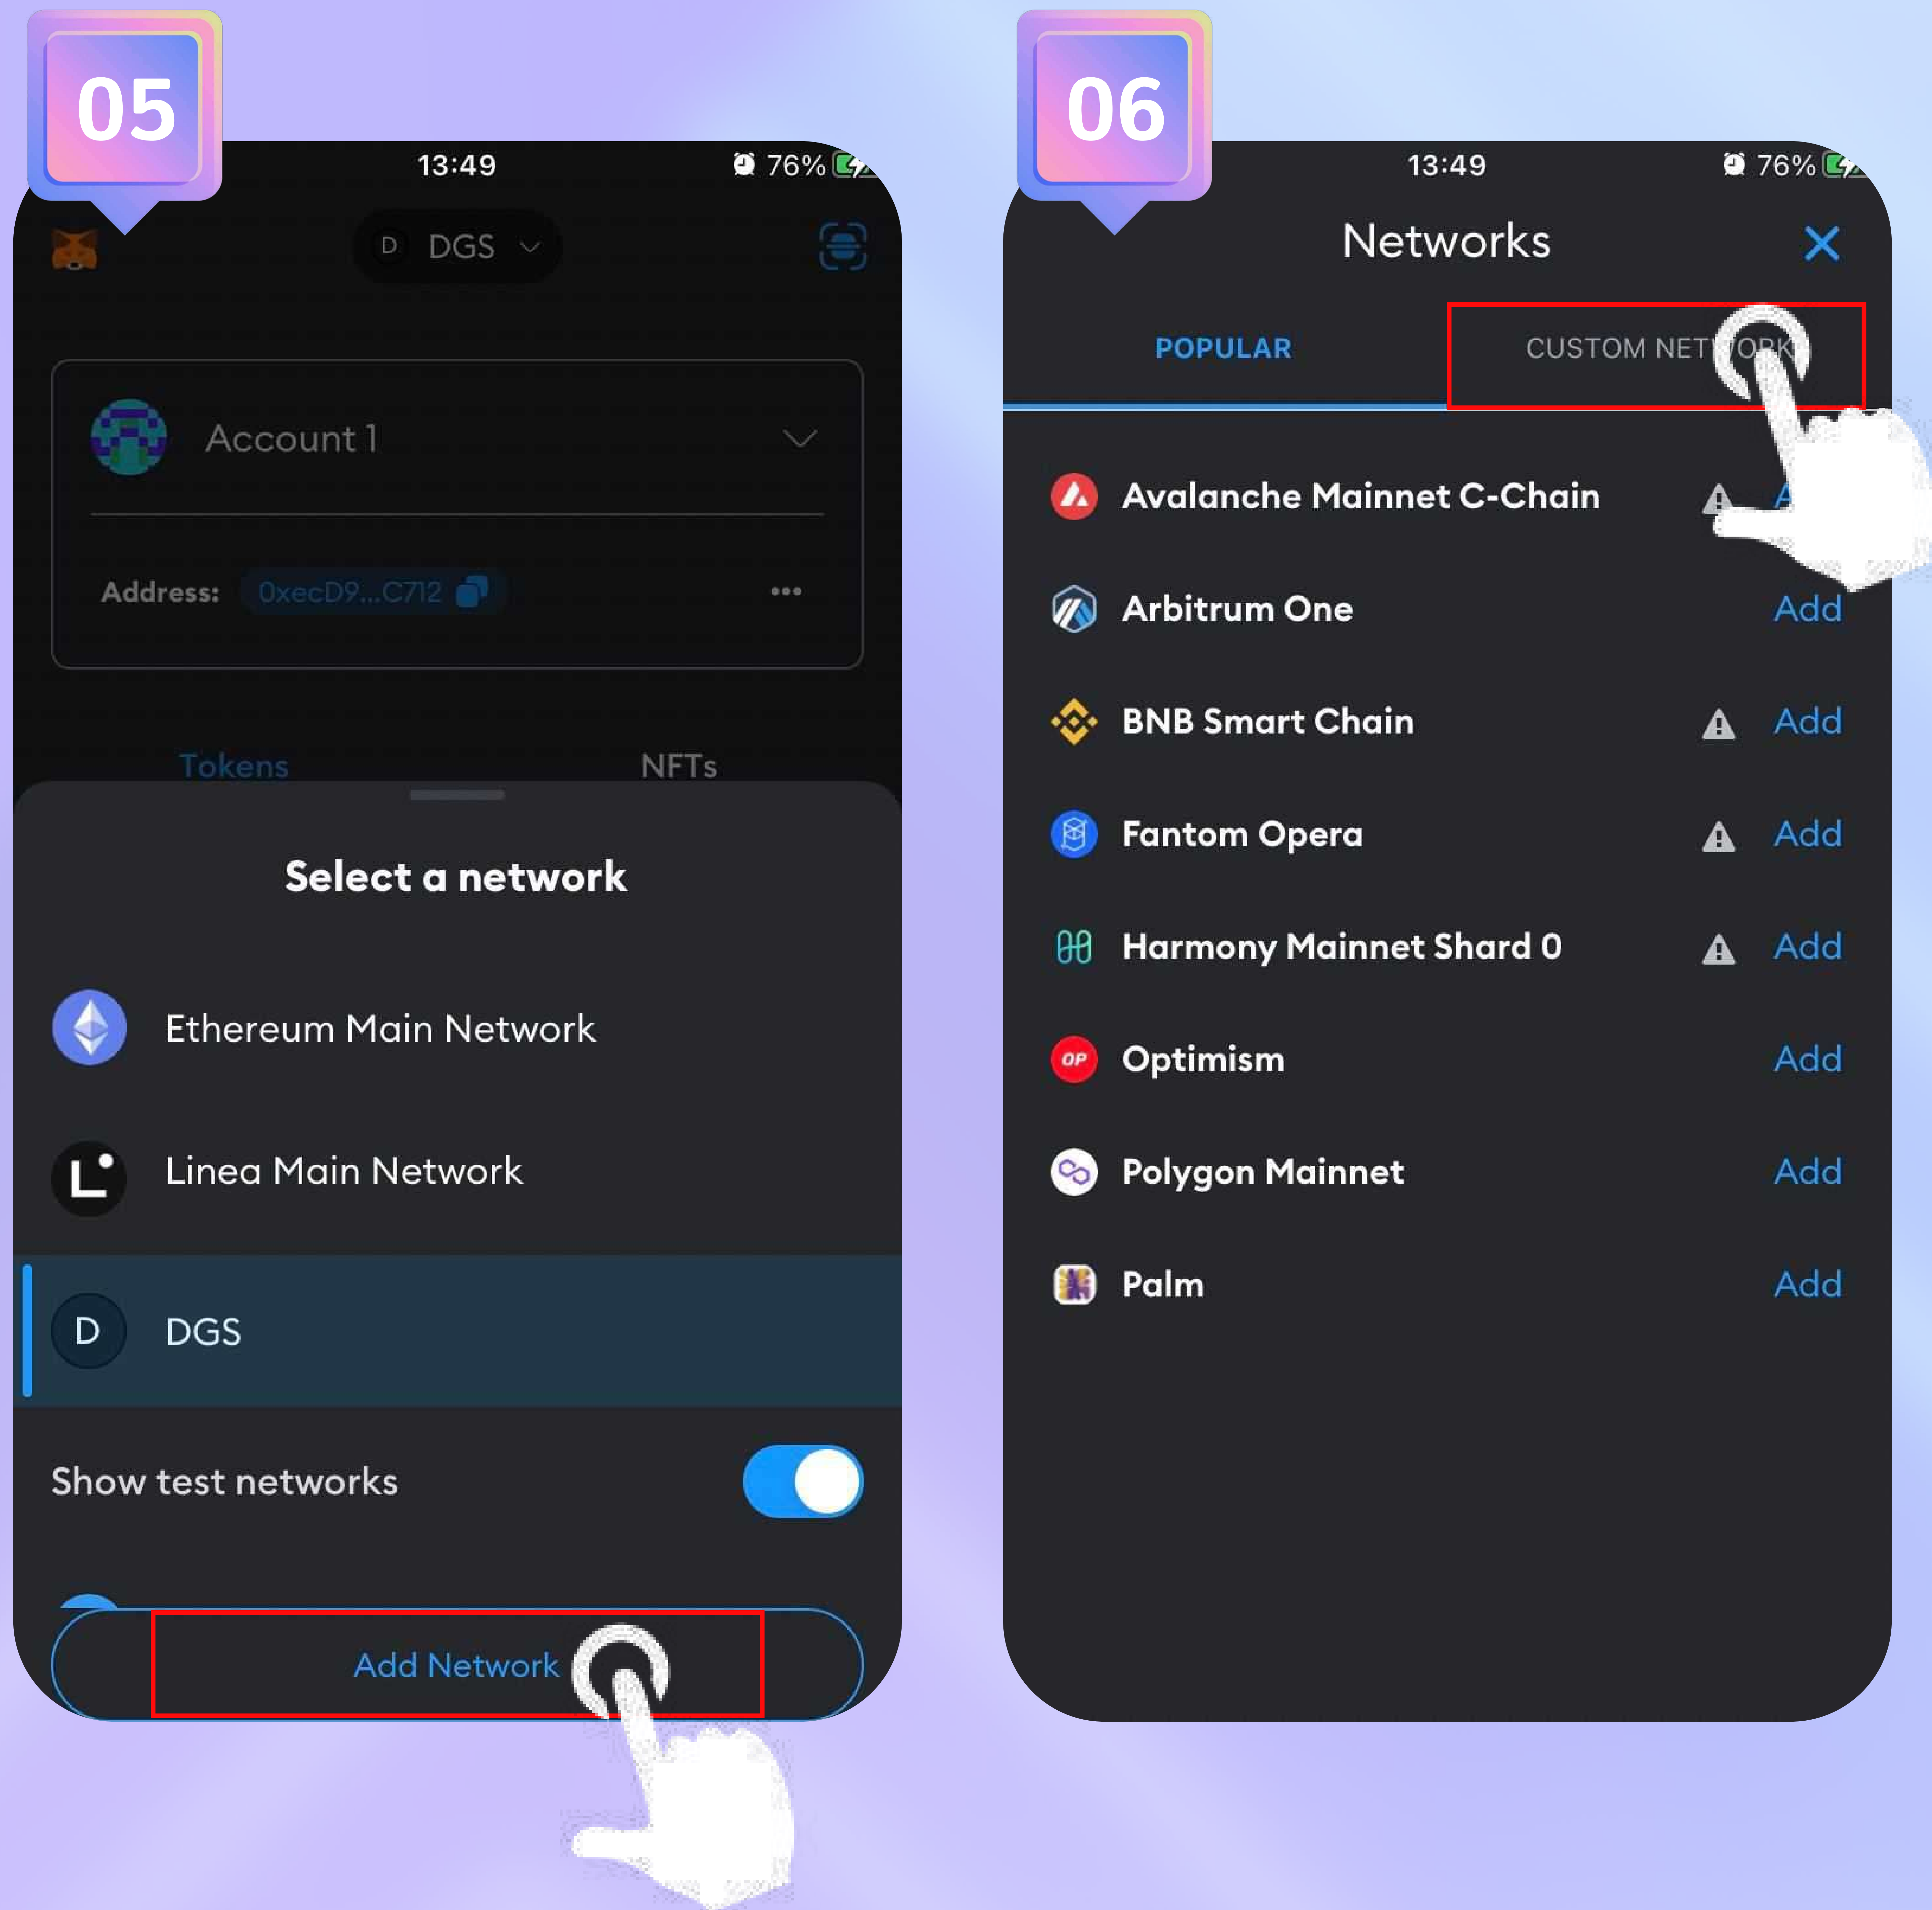 05
13:49
76%
D DGS
Account 1
Address: 0xecD9...C712
Tokens NFTs
Select a network
Ethereum Main Network
Linea Main Network
D DGS
Show test networks
Add Network
06
13:49
76%
Networks
POPULAR CUSTOM NETWORKS
Avalanche Mainnet C-Chain
Arbitrum One Add
BNB Smart Chain Add
Fantom Opera Add
Harmony Mainnet Shard 0 Add
OP Optimism Add
Polygon Mainnet Add
Palm Add